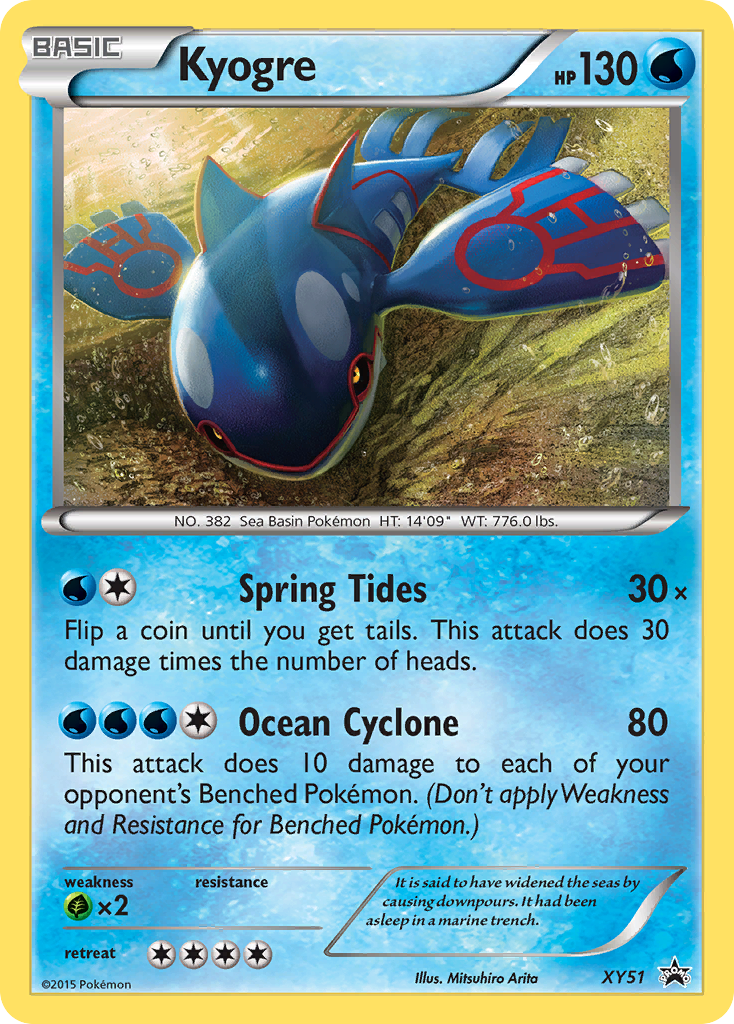 BASIC
Kyogre
HP 130
NO. 382 Sea Basin Pokémon HT: 14'09" WT: 776.0 lbs.
Spring Tides 30×
Flip a coin until you get tails. This attack does 30
damage times the number of heads.
Ocean Cyclone 80
This attack does 10 damage to each of your
opponent's Benched Pokémon. (Don't apply Weakness
and Resistance for Benched Pokémon.)
weakness resistance
×2
It is said to have widened the seas by
causing downpours. It had been
asleep in a marine trench.
retreat
©2015 Pokémon
Illus. Mitsuhiro Arita
XY51
PROMO